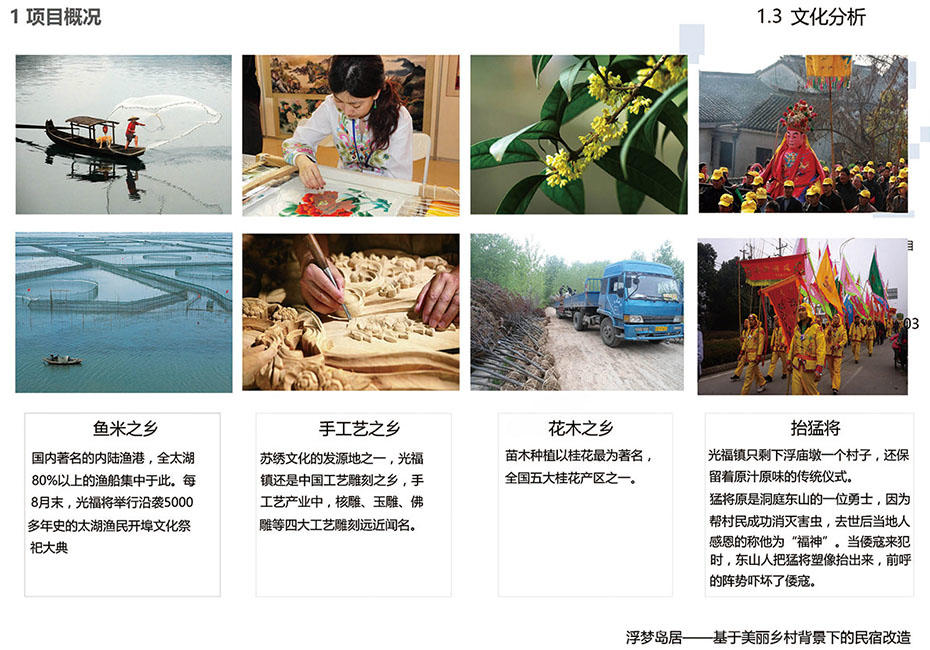 1 项目概况
1.3 文化分析
目
03
鱼米之乡
国内著名的内陆渔港，全太湖
80%以上的渔船集中于此。每
8月末，光福将举行沿袭5000
多年史的太湖渔民开埠文化祭
祀大典
手工艺之乡
苏绣文化的发源地之一，光福
镇还是中国工艺雕刻之乡，手
工艺产业中，核雕、玉雕、佛
雕等四大工艺雕刻远近闻名。
花木之乡
苗木种植以桂花最为著名，
全国五大桂花产区之一。
抬猛将
光福镇只剩下浮庙墩一个村子，还保
留着原汁原味的传统仪式。
猛将原是洞庭东山的一位勇士，因为
帮村民成功消灭害虫，去世后当地人
感恩的称他为“福神”。当倭寇来犯
时，东山人把猛将塑像抬出来，前呼
的阵势吓坏了倭寇。
浮梦岛居——基于美丽乡村背景下的民宿改造